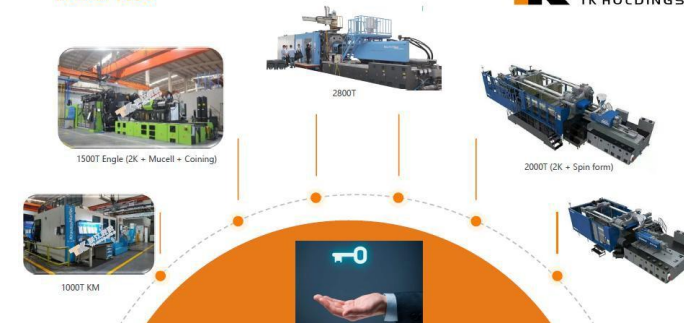 TK HOLDINGS
2800T
1500T Engle (2K + Mucell + Coining)
2000T (2K + Spin form)
1000T KM